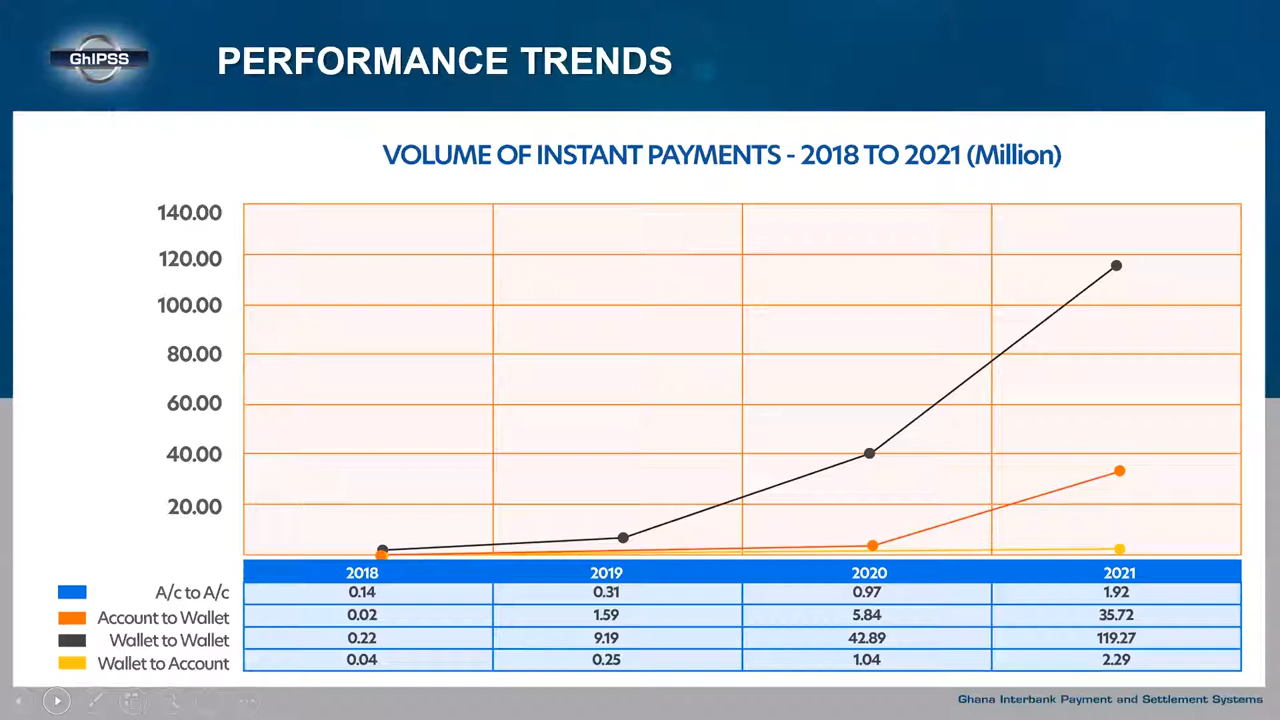 GhIPSS
PERFORMANCE TRENDS
VOLUME OF INSTANT PAYMENTS - 2018 TO 2021 (Million)
140.00
120.00
100.00
80.00
60.00
40.00
20.00
2018 2019 2020 2021
A/c to A/c 0.14 0.31 0.97 1.92
Account to Wallet 0.02 1.59 5.84 35.72
Wallet to Wallet 0.22 9.19 42.89 119.27
Wallet to Account 0.04 0.25 1.04 2.29
Ghana Interbank Payment and Settlement Systems